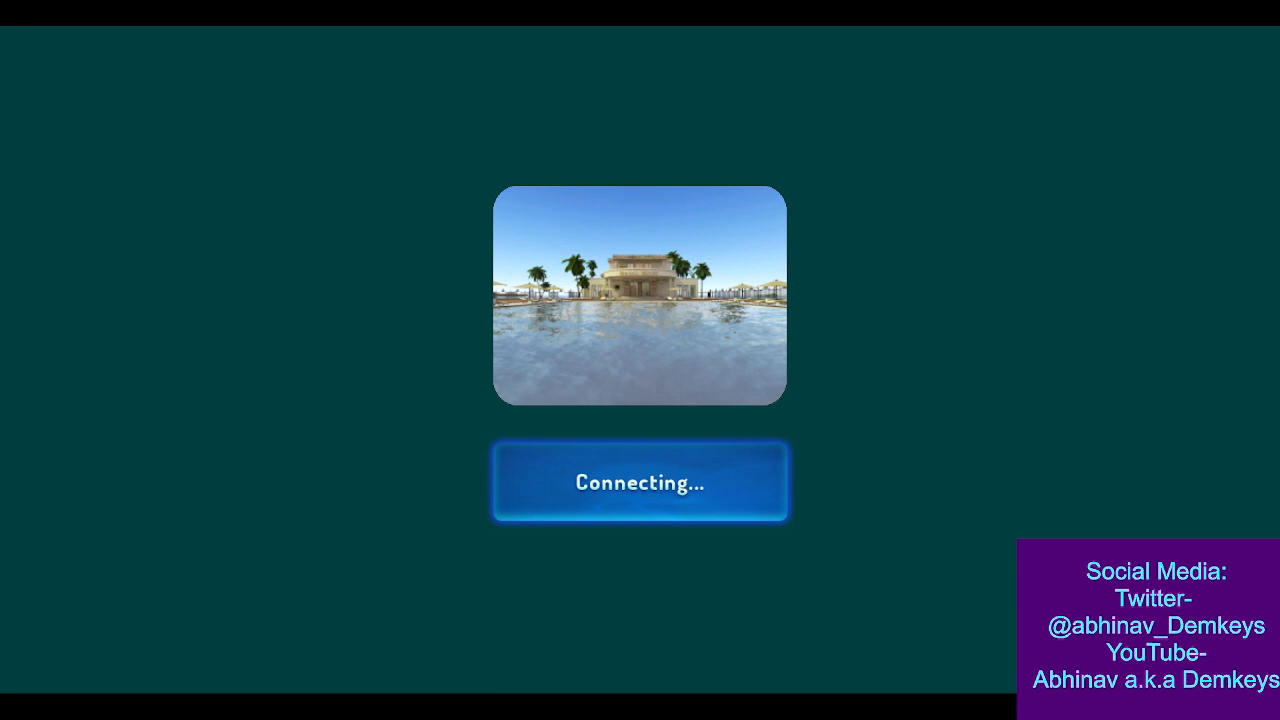 Connecting...
Social Media:
Twitter-
@abhinav_Demkeys
YouTube-
Abhinav a.k.a Demkeys